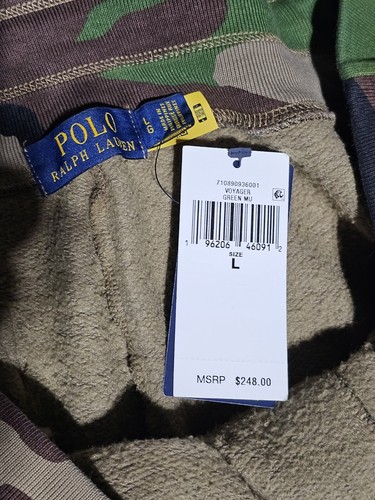 POLO
RALPH LAUREN
L/G
710890936001
VOYAGER
GREEN MU
1 96206 46091 2
SIZE
L
MSRP $248.00